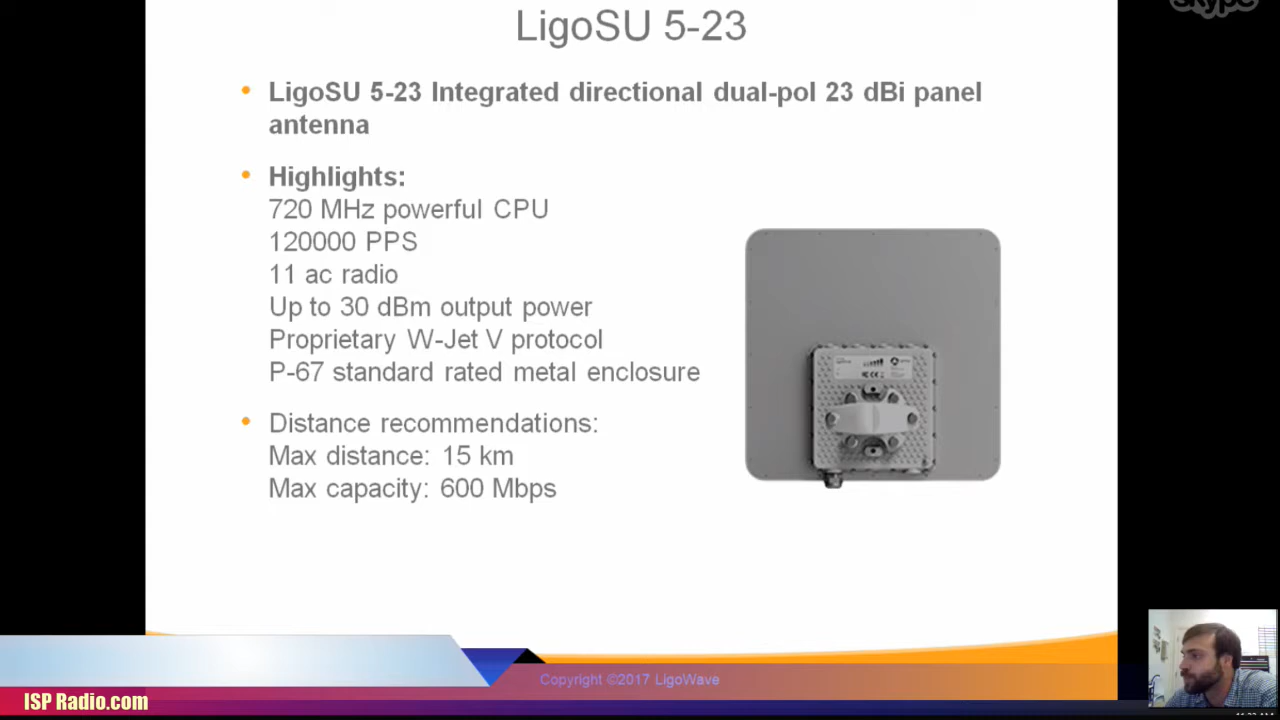 skype
LigoSU 5-23
• LigoSU 5-23 Integrated directional dual-pol 23 dBi panel
antenna
• Highlights:
720 MHz powerful CPU
120000 PPS
11 ac radio
Up to 30 dBm output power
Proprietary W-Jet V protocol
P-67 standard rated metal enclosure
• Distance recommendations:
Max distance: 15 km
Max capacity: 600 Mbps
Copyright ©2017 LigoWave
ISP Radio.com